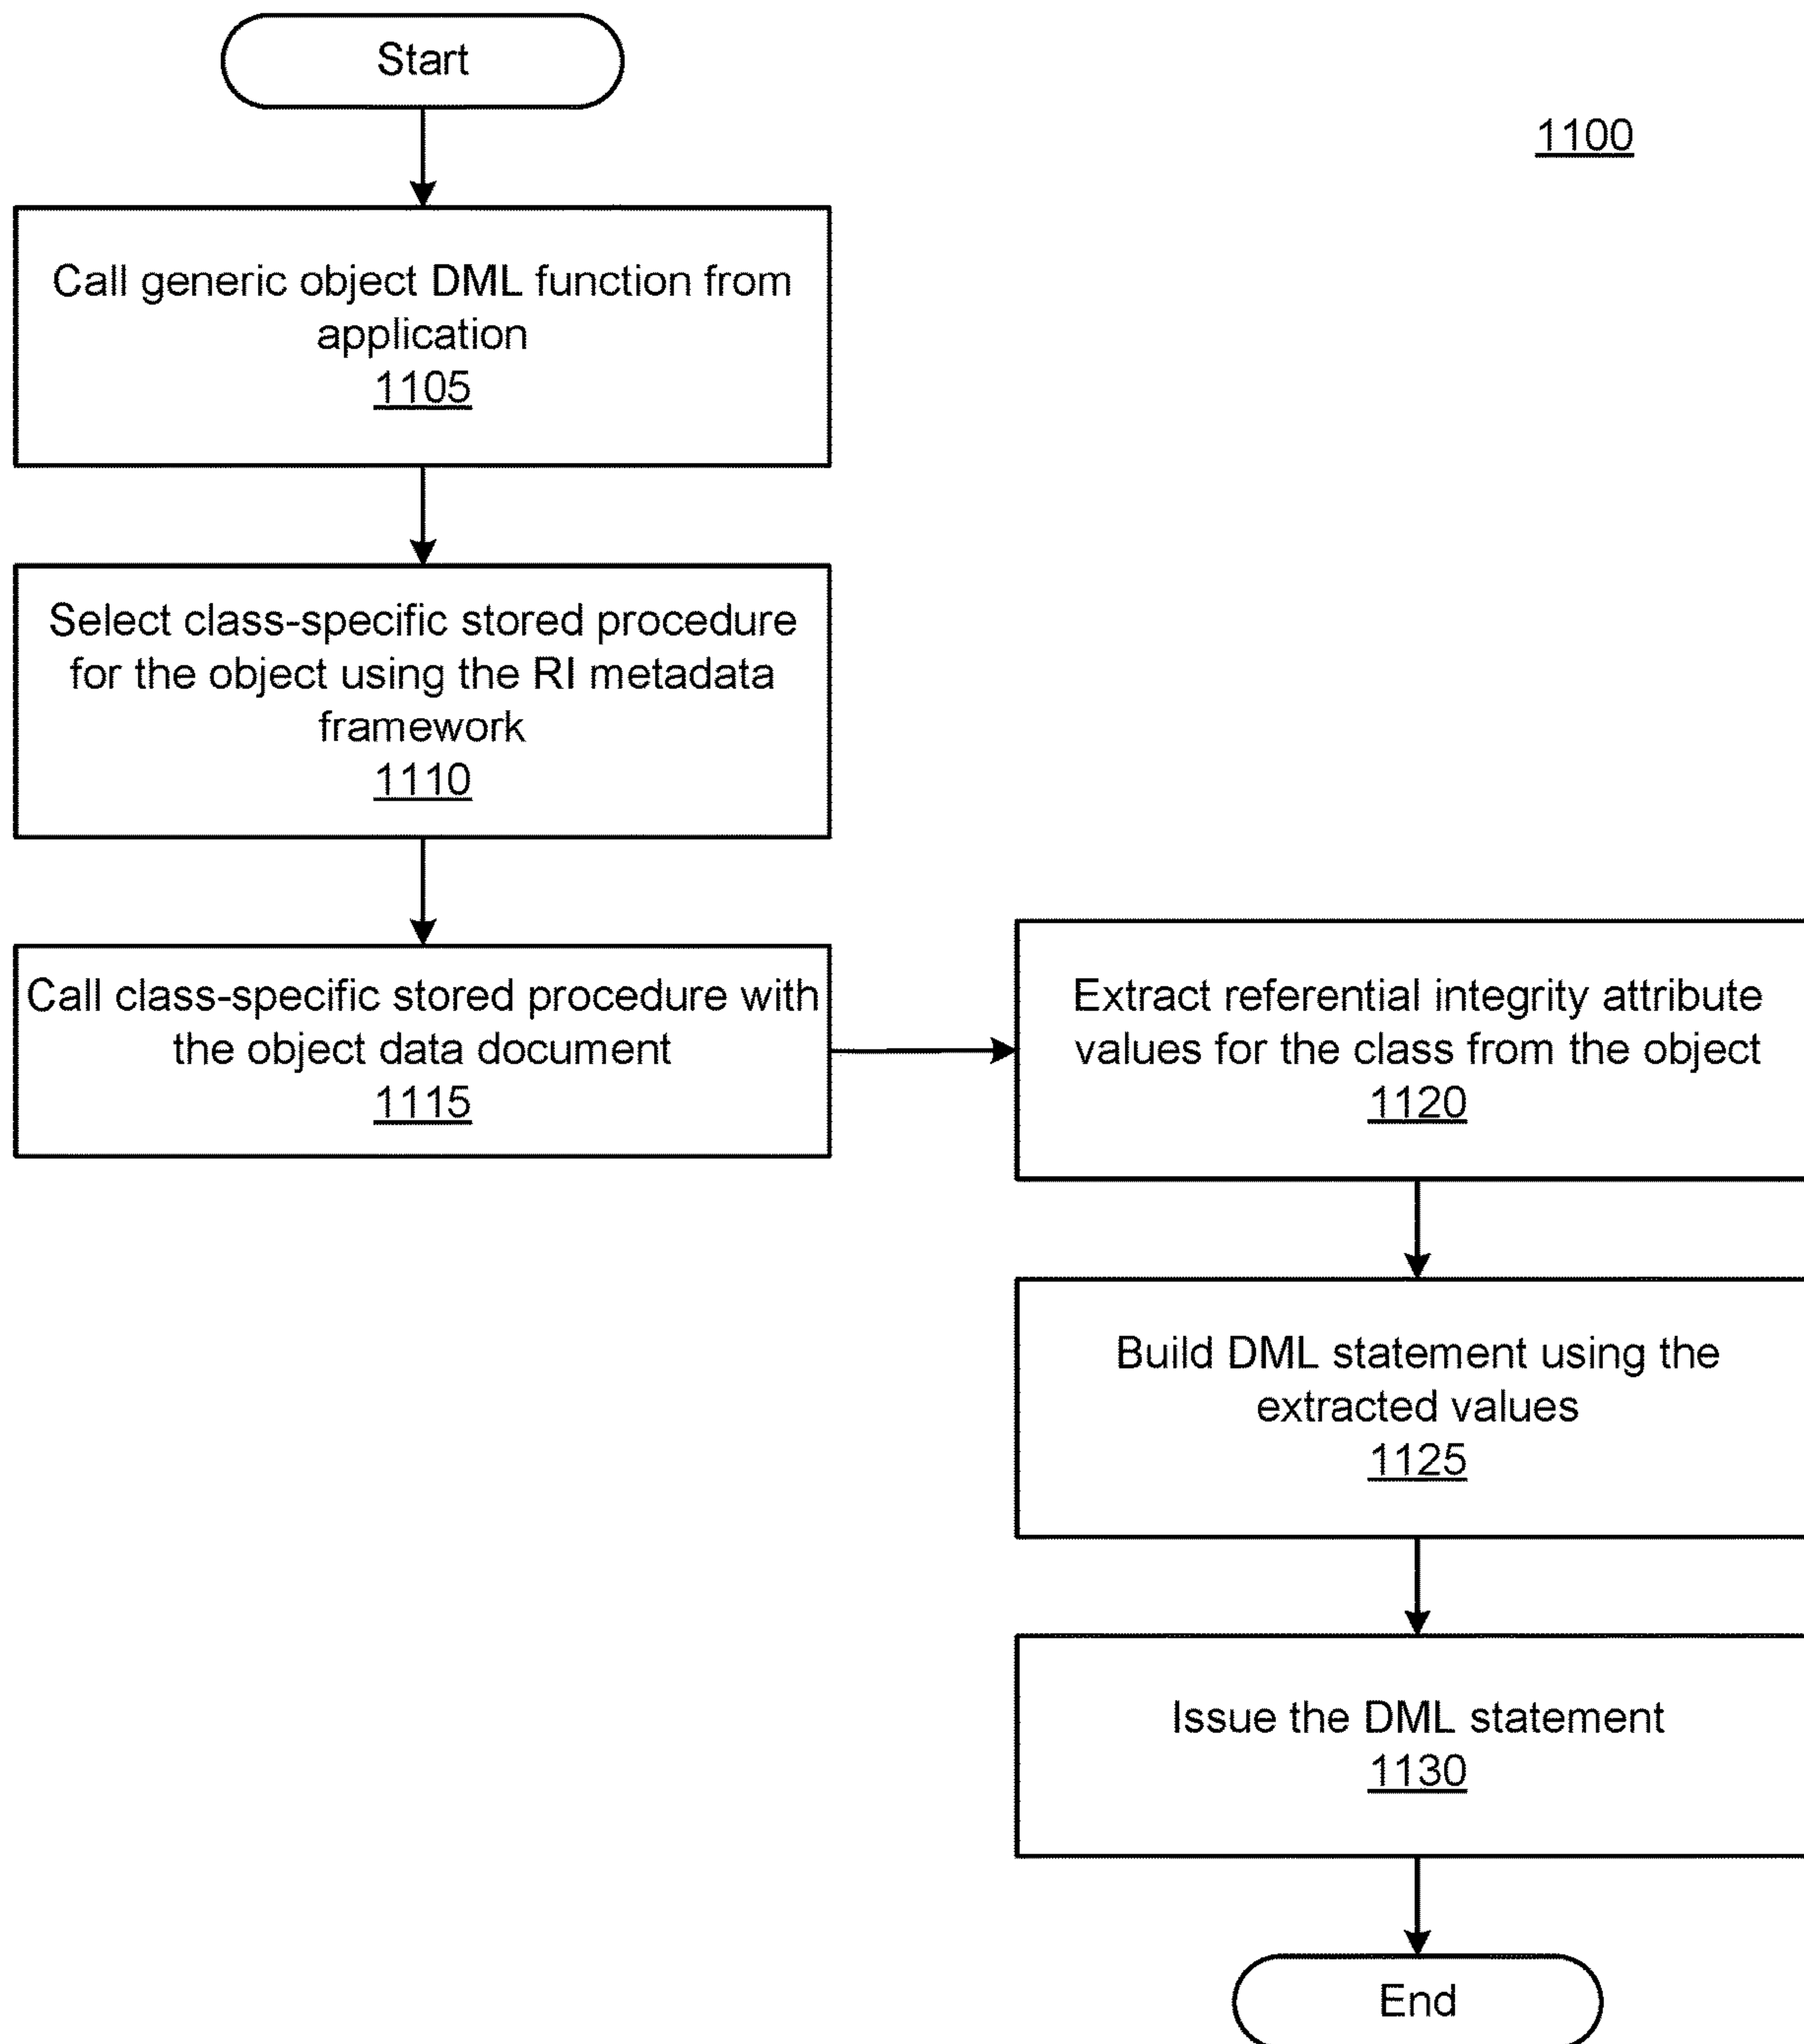 Start
1100
Call generic object DML function from
application
1105
Select class-specific stored procedure
for the object using the RI metadata
framework
1110
Call class-specific stored procedure with
the object data document
1115
Extract referential integrity attribute
values for the class from the object
1120
Build DML statement using the
extracted values
1125
Issue the DML statement
1130
End